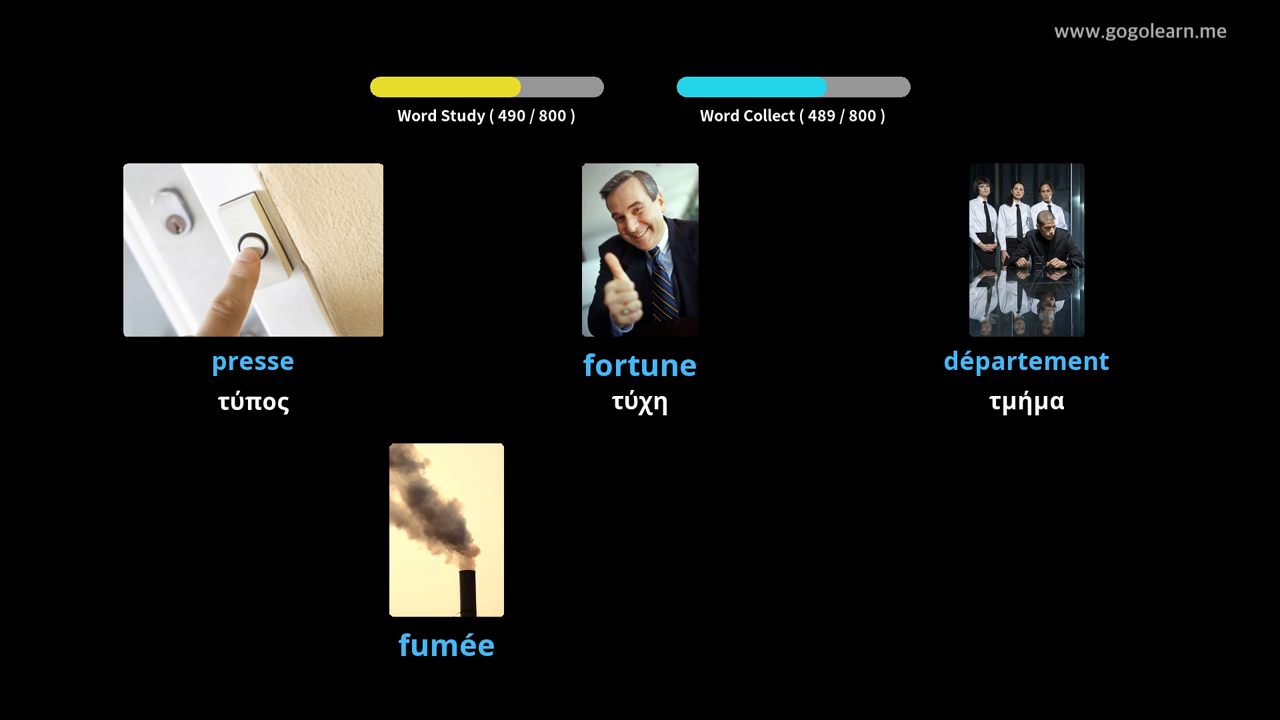 www.gogolearn.me
Word Study ( 490 / 800 )
Word Collect ( 489 / 800 )
presse
fortune
département
τύπος
τύχη
τμήμα
fumée